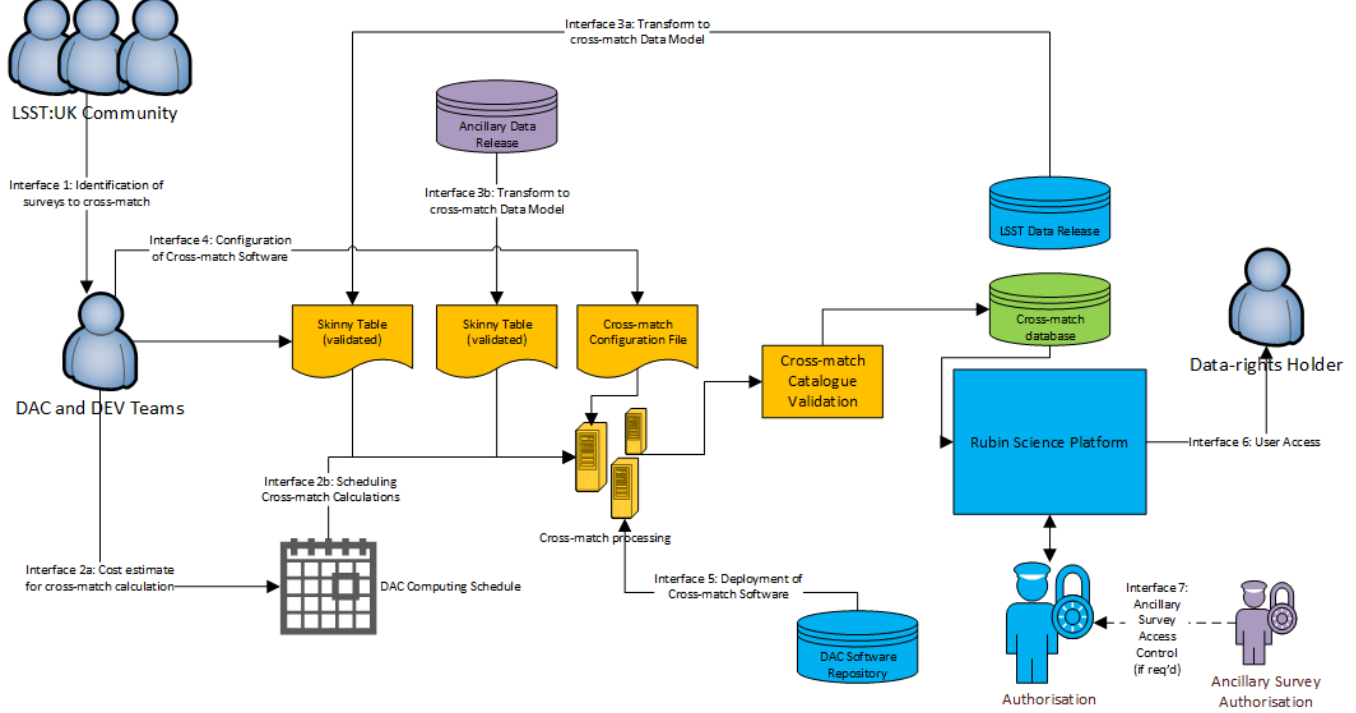 Interface 3a: Transform to
cross-match Data Model
LSST:UK Community
Ancillary Data
Release
Interface 1: Identification of
surveys to cross-match
Interface 3b: Transform to
cross-match Data Model
LSST Data Release
Interface 4: Configuration
of Cross-match Software
Skinny Table
(validated)
Skinny Table
(validated)
Cross-match
Configuration File
Cross-match
database
Cross-match
Catalogue
Validation
Data-rights Holder
DAC and DEV Teams
Rubin Science Platform
Interface 6: User Access
Interface 2b: Scheduling
Cross-match Calculations
Cross-match processing
Interface 2a: Cost estimate
for cross-match calculation
DAC Computing Schedule
Interface 5: Deployment of
Cross-match Software
DAC Software
Repository
Interface 7:
Ancillary
Survey
Access
Control
(if req'd)
Authorisation
Ancillary Survey
Authorisation